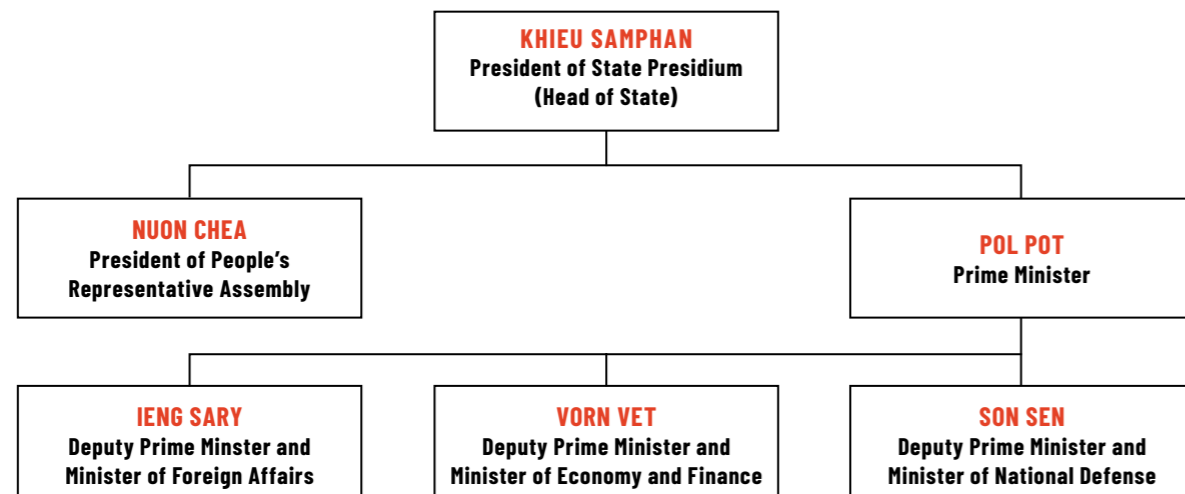 KHIEU SAMPHAN
President of State Presidium
(Head of State)
NUON CHEA
President of People’s
Representative Assembly
POL POT
Prime Minister
IENG SARY
Deputy Prime Minster and
Minister of Foreign Affairs
VORN VET
Deputy Prime Minister and
Minister of Economy and Finance
SON SEN
Deputy Prime Minister and
Minister of National Defense